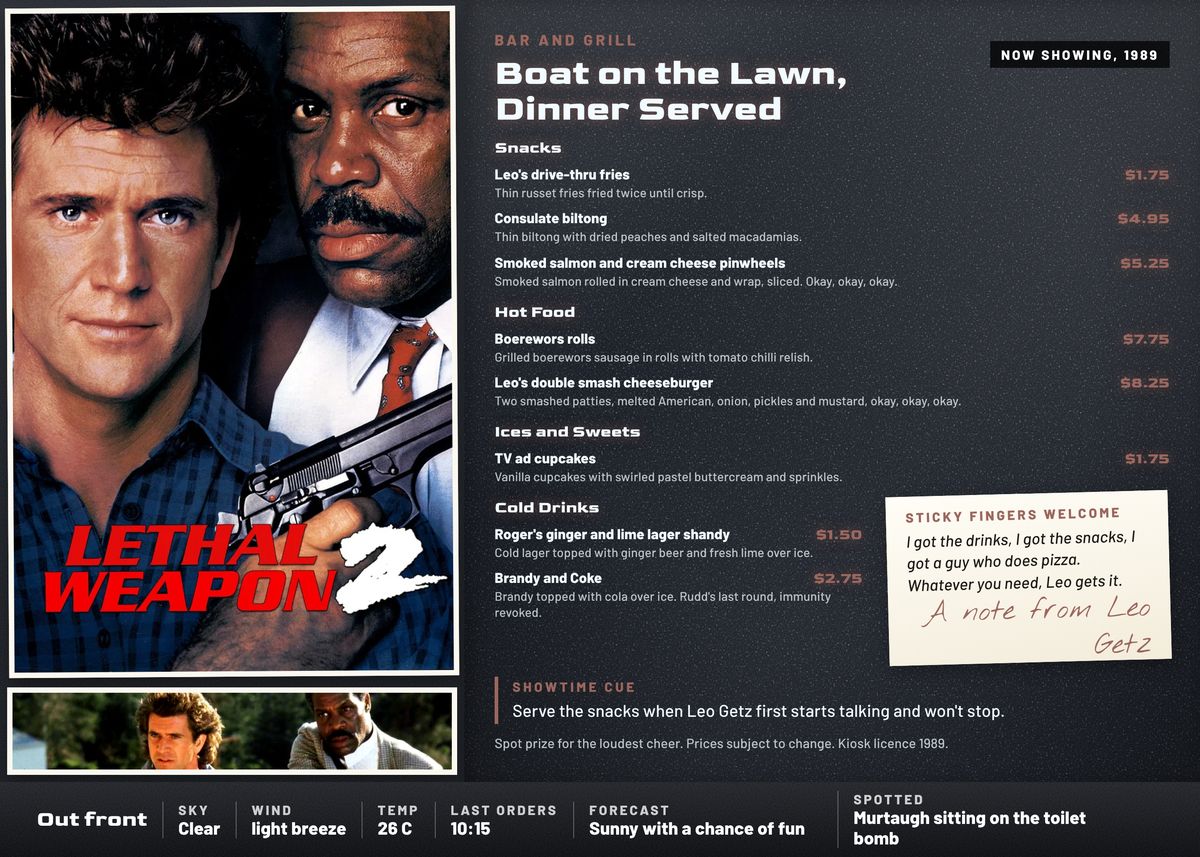 LETHAL
WEAPON 2
BAR AND GRILL
NOW SHOWING, 1989
Boat on the Lawn,
Dinner Served
Snacks
Leo's drive-thru fries $1.75
Thin russet fries fried twice until crisp.
Consulate biltong $4.95
Thin biltong with dried peaches and salted macadamias.
Smoked salmon and cream cheese pinwheels $5.25
Smoked salmon rolled in cream cheese and wrap, sliced. Okay, okay, okay.
Hot Food
Boerewors rolls $7.75
Grilled boerewors sausage in rolls with tomato chilli relish.
Leo's double smash cheeseburger $8.25
Two smashed patties, melted American, onion, pickles and mustard, okay, okay, okay.
Ices and Sweets
TV ad cupcakes $1.75
Vanilla cupcakes with swirled pastel buttercream and sprinkles.
Cold Drinks
Roger's ginger and lime lager shandy $1.50
Cold lager topped with ginger beer and fresh lime over ice.
Brandy and Coke $2.75
Brandy topped with cola over ice. Rudd's last round, immunity
revoked.
STICKY FINGERS WELCOME
I got the drinks, I got the snacks, I
got a guy who does pizza.
Whatever you need, Leo gets it.
A note from Leo
Getz
SHOWTIME CUE
Serve the snacks when Leo Getz first starts talking and won't stop.
Spot prize for the loudest cheer. Prices subject to change. Kiosk licence 1989.
Out front
SKY
Clear
WIND
light breeze
TEMP
26 C
LAST ORDERS
10:15
FORECAST
Sunny with a chance of fun
SPOTTED
Murtaugh sitting on the toilet
bomb